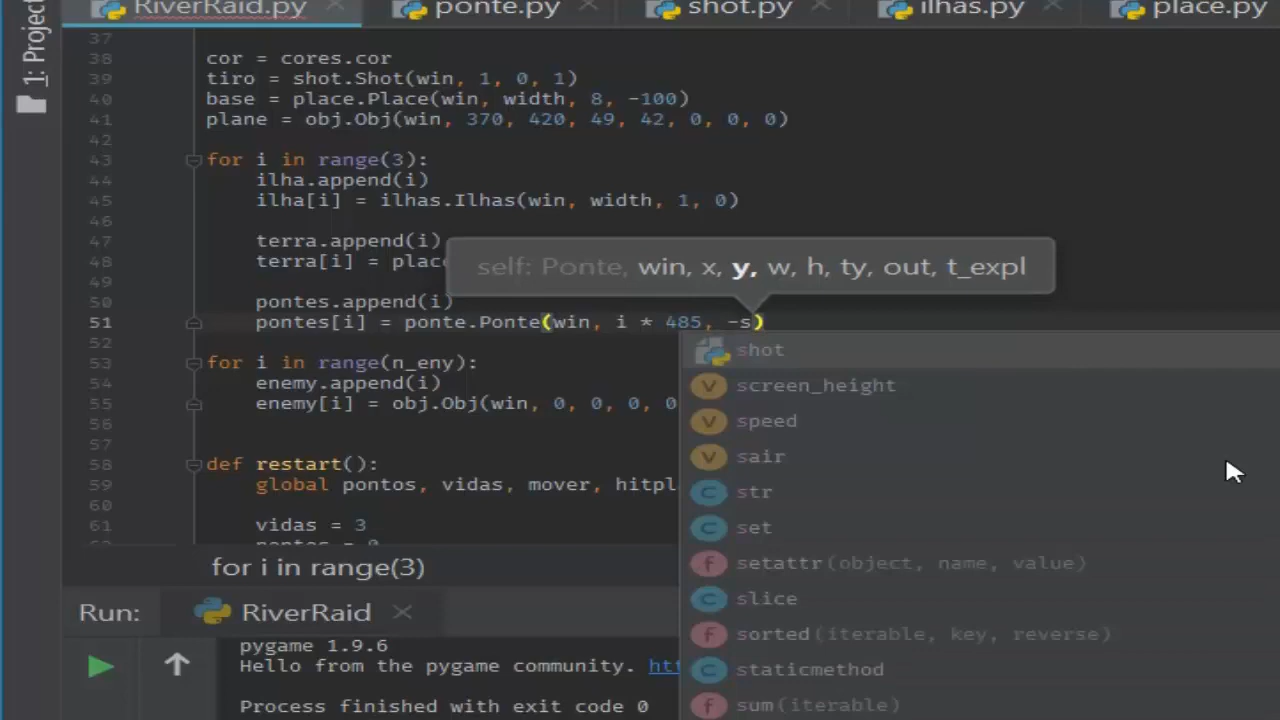 RiverRaid.py ponte.py shot.py ilhas.py place.py
1: Project
37
38 cor = cores.cor
39 tiro = shot.Shot(win, 1, 0, 1)
40 base = place.Place(win, width, 8, -100)
41 plane = obj.Obj(win, 370, 420, 49, 42, 0, 0, 0)
42
43 for i in range(3):
44 ilha.append(i)
45 ilha[i] = ilhas.Ilhas(win, width, 1, 0)
46
47 terra.append(i)
self: Ponte, win, x, y, w, h, ty, out, t_expl
48 terra[i] = plac
49
50 pontes.append(i)
51 pontes[i] = ponte.Ponte(win, i * 485, -s)
52
shot
53 for i in range(n_eny):
54 enemy.append(i)
screen_height
55 enemy[i] = obj.Obj(win, 0, 0, 0, 0
56
speed
57
sair
58 def restart():
59 global pontos, vidas, mover, hitpl
str
60
61 vidas = 3
set
for i in range(3)
setattr(object, name, value)
slice
Run: RiverRaid
sorted(iterable, key, reverse)
pygame 1.9.6
Hello from the pygame community. htt
staticmethod
Process finished with exit code 0
sum(iterable)